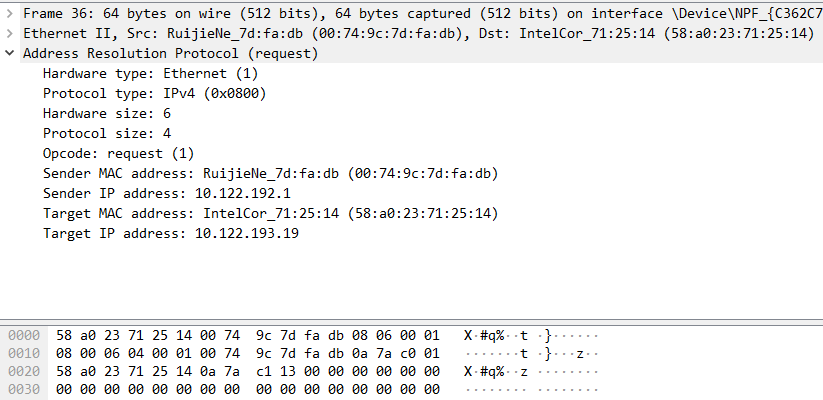 Frame 36: 64 bytes on wire (512 bits), 64 bytes captured (512 bits) on interface \Device\NPF_{C362C7
Ethernet II, Src: RuijieNe_7d:fa:db (00:74:9c:7d:fa:db), Dst: IntelCor_71:25:14 (58:a0:23:71:25:14)
Address Resolution Protocol (request)
Hardware type: Ethernet (1)
Protocol type: IPv4 (0x0800)
Hardware size: 6
Protocol size: 4
Opcode: request (1)
Sender MAC address: RuijieNe_7d:fa:db (00:74:9c:7d:fa:db)
Sender IP address: 10.122.192.1
Target MAC address: IntelCor_71:25:14 (58:a0:23:71:25:14)
Target IP address: 10.122.193.19
0000 58 a0 23 71 25 14 00 74 9c 7d fa db 08 06 00 01 X·#q%··t ·}······
0010 08 00 06 04 00 01 00 74 9c 7d fa db 0a 7a c0 01 ·······t ·}···z··
0020 58 a0 23 71 25 14 0a 7a c1 13 00 00 00 00 00 00 X·#q%··z ········
0030 00 00 00 00 00 00 00 00 00 00 00 00 00 00 00 00 ········ ········